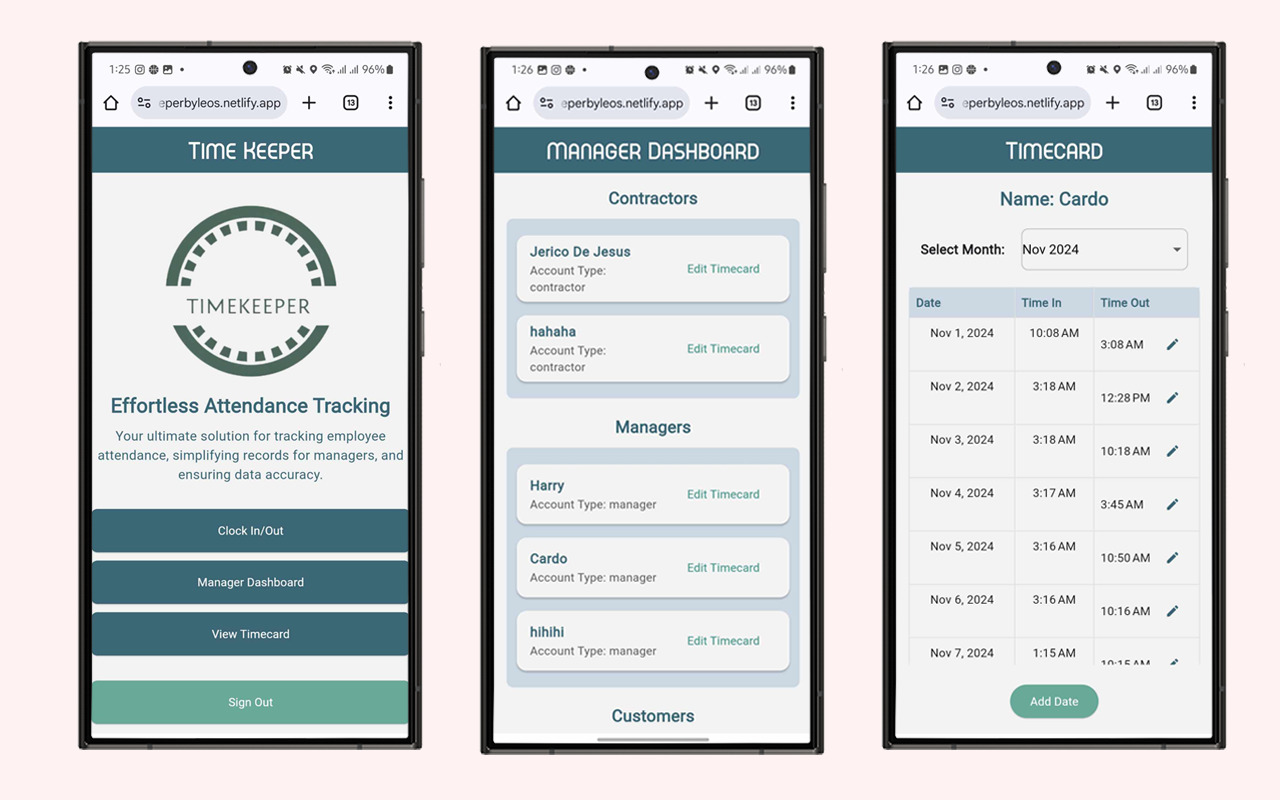 1:25
96%
eperbyleos.netlify.app
13
TIME KEEPER
TIMEKEEPER
Effortless Attendance Tracking
Your ultimate solution for tracking employee
attendance, simplifying records for managers, and
ensuring data accuracy.
Clock In/Out
Manager Dashboard
View Timecard
Sign Out
1:26
96%
eperbyleos.netlify.app
13
MANAGER DASHBOARD
Contractors
Jerico De Jesus
Account Type:
contractor
Edit Timecard
hahaha
Account Type:
contractor
Edit Timecard
Managers
Harry
Account Type: manager
Edit Timecard
Cardo
Account Type: manager
Edit Timecard
hihihi
Account Type: manager
Edit Timecard
Customers
1:26
96%
eperbyleos.netlify.app
13
TIMECARD
Name: Cardo
Select Month: Nov 2024
Date Time In Time Out
Nov 1, 2024 10:08 AM 3:08 AM
Nov 2, 2024 3:18 AM 12:28 PM
Nov 3, 2024 3:18 AM 10:18 AM
Nov 4, 2024 3:17 AM 3:45 AM
Nov 5, 2024 3:16 AM 10:50 AM
Nov 6, 2024 3:16 AM 10:16 AM
Nov 7, 2024 1:15 AM 10:15 AM
Add Date